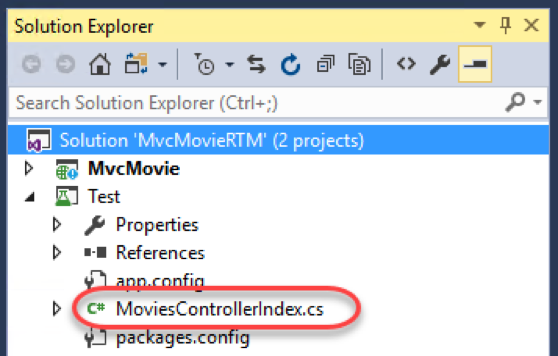 Solution Explorer
Search Solution Explorer (Ctrl+;)
Solution 'MvcMovieRTM' (2 projects)
MvcMovie
Test
Properties
References
app.config
C# MoviesControllerIndex.cs
packages.config